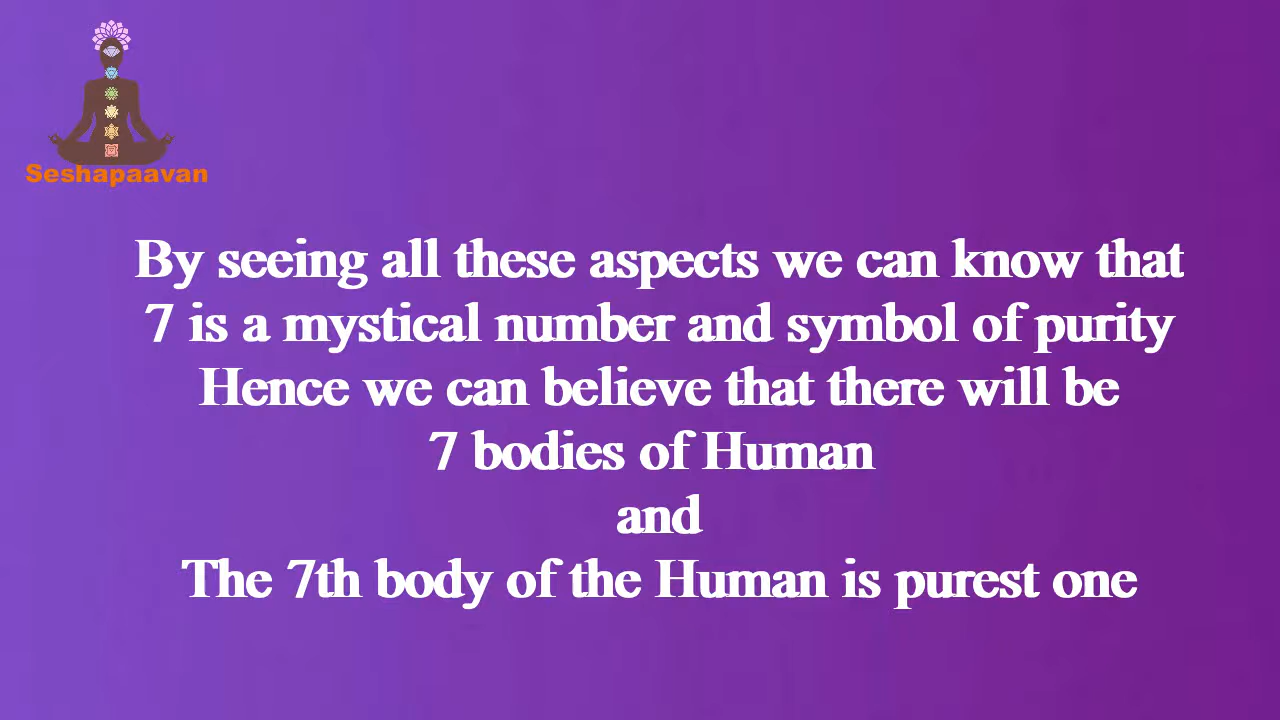 Seshapaavan
By seeing all these aspects we can know that
7 is a mystical number and symbol of purity
Hence we can believe that there will be
7 bodies of Human
and
The 7th body of the Human is purest one